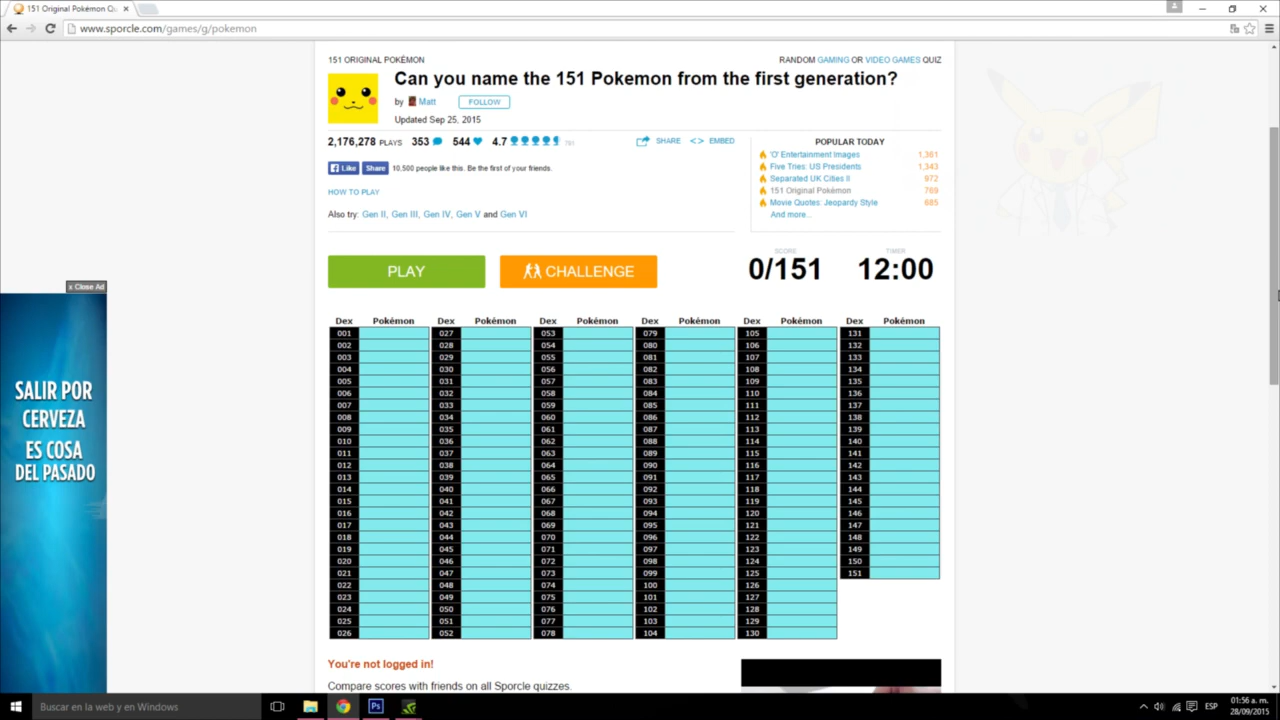 151 Original Pokémon Qu
www.sporcle.com/games/g/pokemon
151 ORIGINAL POKÉMON
RANDOM GAMING OR VIDEO GAMES QUIZ
Can you name the 151 Pokemon from the first generation?
by Matt FOLLOW
Updated Sep 25, 2015
2,176,278 PLAYS 353 544 4.7 SHARE <> EMBED
Like Share 10,500 people like this. Be the first of your friends.
HOW TO PLAY
Also try: Gen II, Gen III, Gen IV, Gen V and Gen VI
POPULAR TODAY
'O' Entertainment Images 1,361
Five Tries: US Presidents 1,343
Separated UK Cities II 972
151 Original Pokémon 769
Movie Quotes: Jeopardy Style 685
And more...
PLAY CHALLENGE
SCORE TIMER
0/151 12:00
x Close Ad
SALIR POR
CERVEZA
ES COSA
DEL PASADO
Dex Pokémon Dex Pokémon Dex Pokémon Dex Pokémon Dex Pokémon Dex Pokémon
001 027 053 079 105 131
002 028 054 080 106 132
003 029 055 081 107 133
004 030 056 082 108 134
005 031 057 083 109 135
006 032 058 084 110 136
007 033 059 085 111 137
008 034 060 086 112 138
009 035 061 087 113 139
010 036 062 088 114 140
011 037 063 089 115 141
012 038 064 090 116 142
013 039 065 091 117 143
014 040 066 092 118 144
015 041 067 093 119 145
016 042 068 094 120 146
017 043 069 095 121 147
018 044 070 096 122 148
019 045 071 097 123 149
020 046 072 098 124 150
021 047 073 099 125 151
022 048 074 100 126
023 049 075 101 127
024 050 076 102 128
025 051 077 103 129
026 052 078 104 130
You're not logged in!
Compare scores with friends on all Sporcle quizzes.
Buscar en la web y en Windows
Ps
ESP
01:56 a. m.
28/09/2015